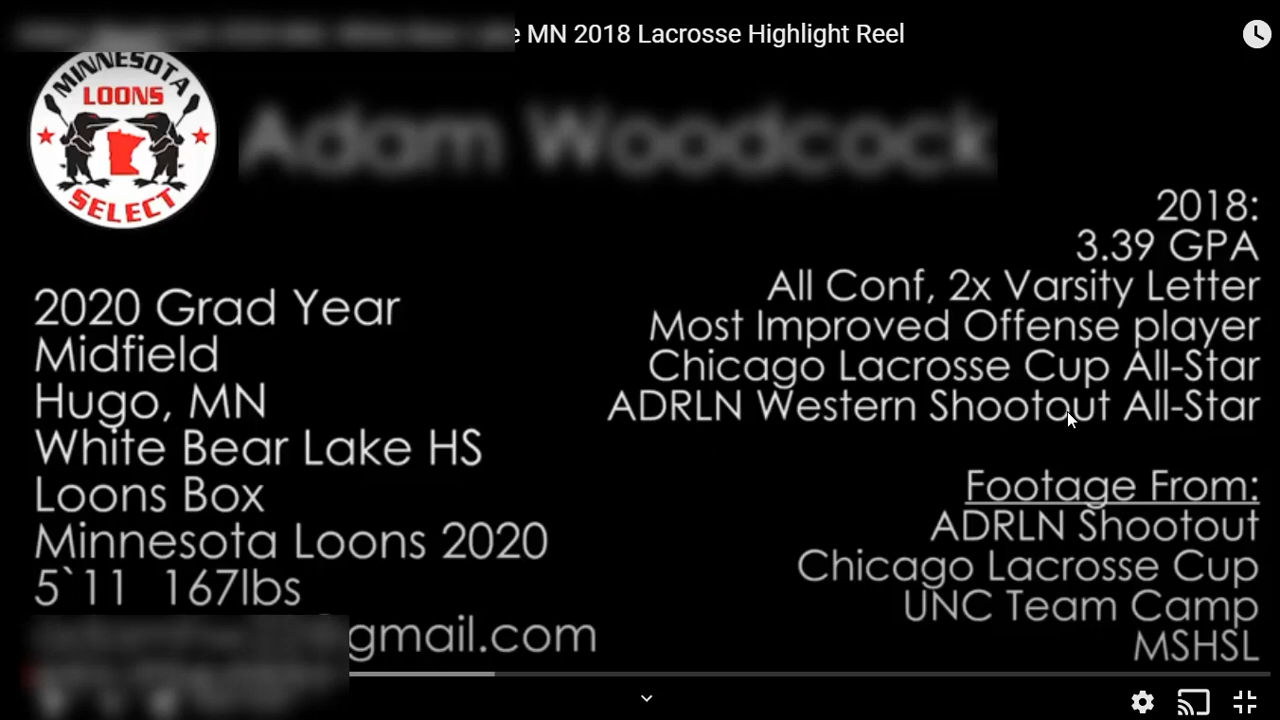 e MN 2018 Lacrosse Highlight Reel
MINNESOTA
LOONS
SELECT
2018:
3.39 GPA
All Conf, 2x Varsity Letter
Most Improved Offense player
Chicago Lacrosse Cup All-Star
ADRLN Western Shootout All-Star
2020 Grad Year
Midfield
Hugo, MN
White Bear Lake HS
Loons Box
Minnesota Loons 2020
5`11 167lbs
gmail.com
Footage From:
ADRLN Shootout
Chicago Lacrosse Cup
UNC Team Camp
MSHSL